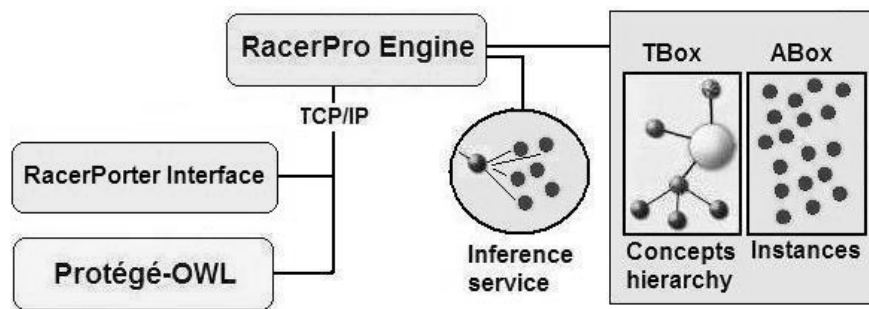 RacerPro Engine
TCP/IP
RacerPorter Interface
Protégé-OWL
Inference
service
TBox
ABox
Concepts
hierarchy
Instances